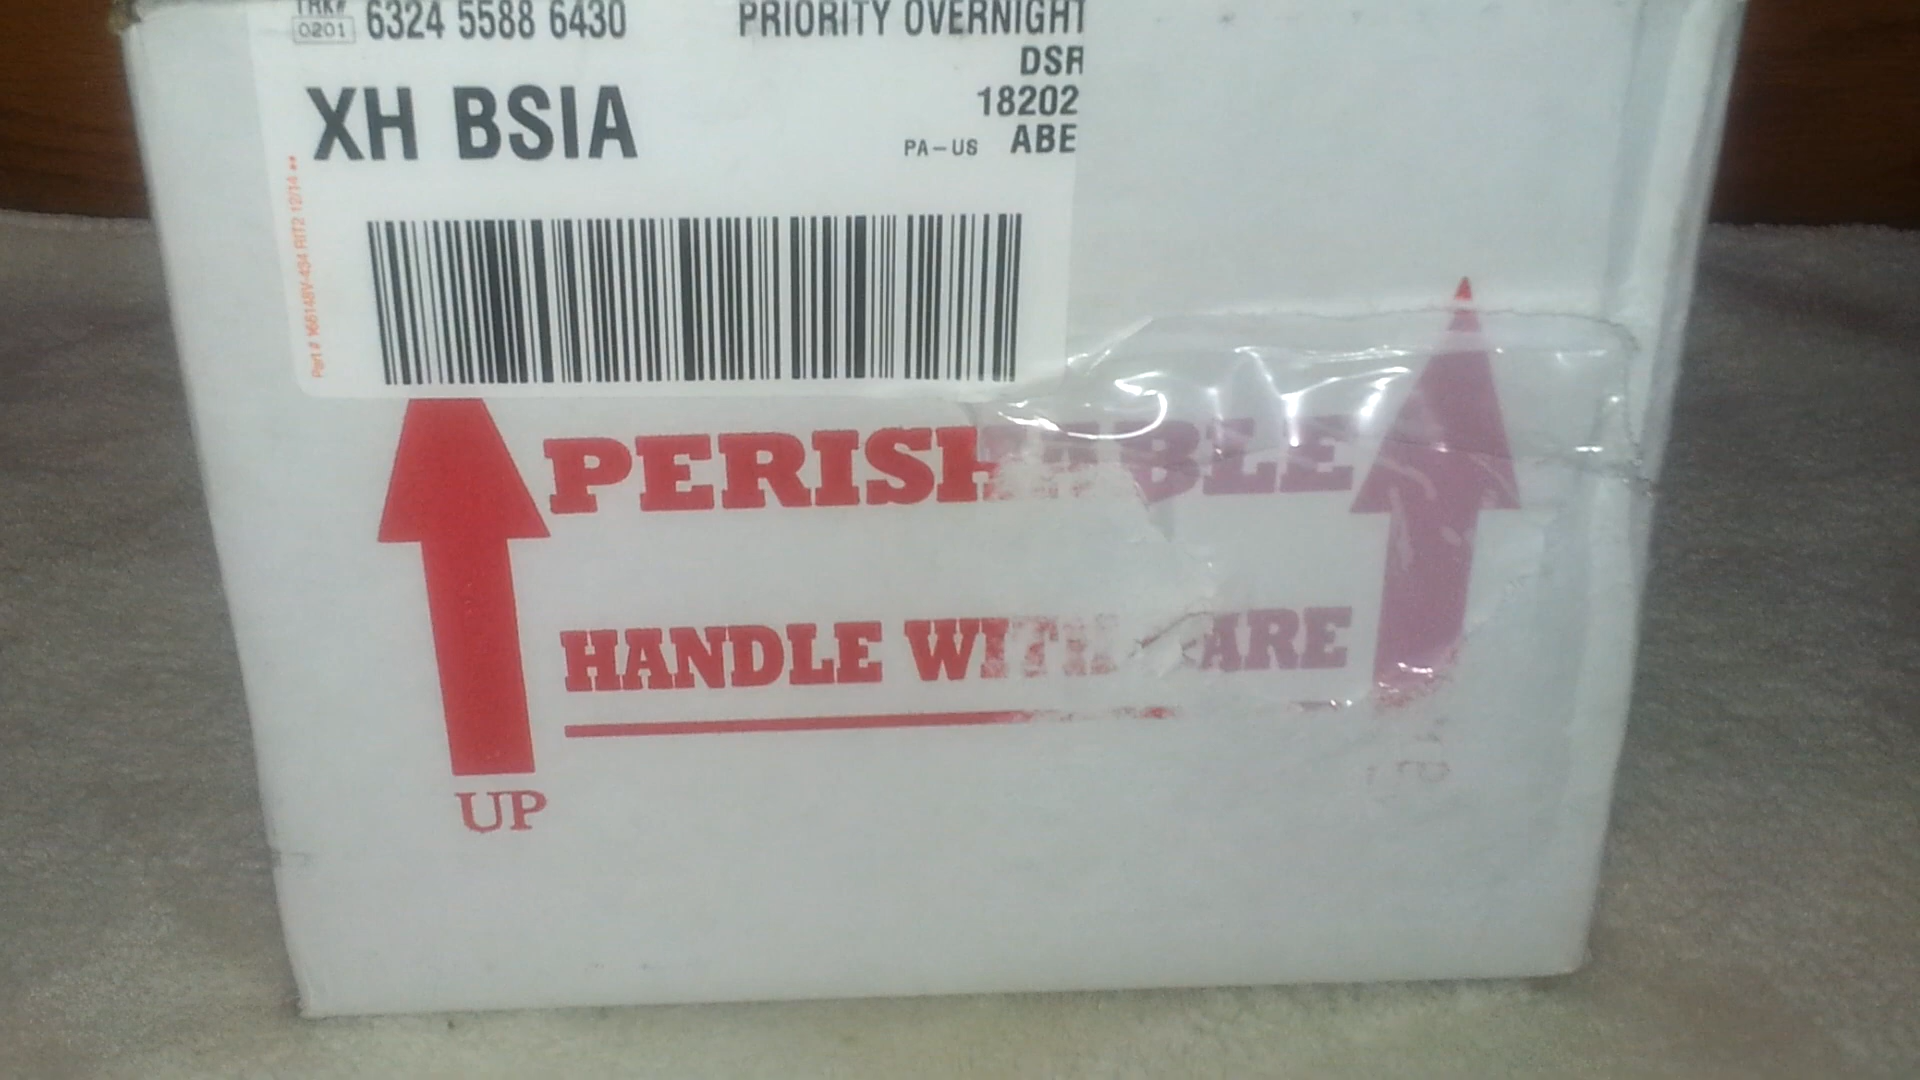 TRK#
0201 6324 5588 6430 PRIORITY OVERNIGHT
DSR
XH BSIA 18202
PA-US ABE
PERISHABLE
HANDLE WITH CARE
UP
UP